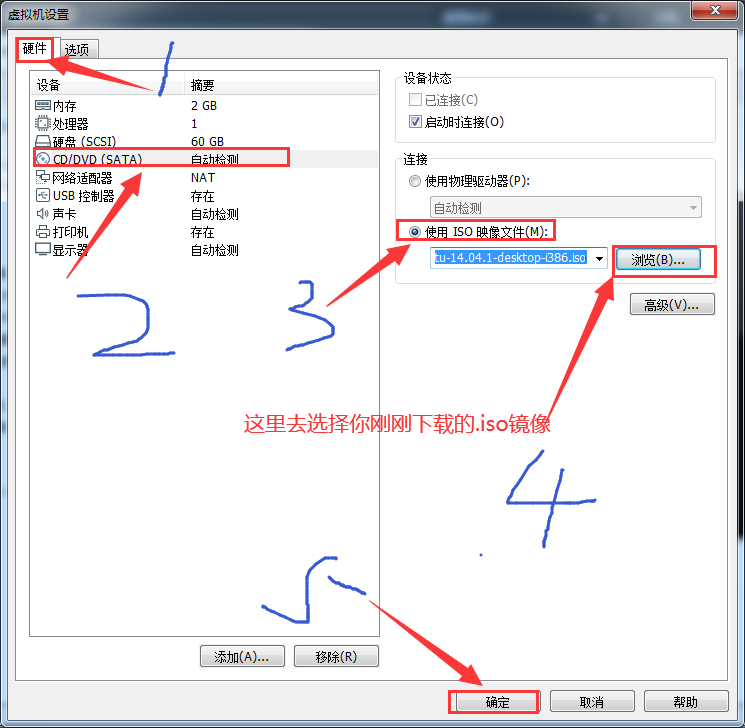 虚拟机设置
硬件 选项
1
设备 摘要
内存 2 GB
处理器 1
硬盘 (SCSI) 60 GB
CD/DVD (SATA) 自动检测
网络适配器 NAT
USB 控制器 存在
声卡 自动检测
打印机 存在
显示器 自动检测
2
设备状态
已连接(C)
启动时连接(O)
连接
使用物理驱动器(P):
自动检测
使用 ISO 映像文件(M):
tu-14.04.1-desktop-i386.iso 浏览(B)...
高级(V)...
3
这里去选择你刚刚下载的.iso镜像
4
5
添加(A)... 移除(R)
确定 取消 帮助